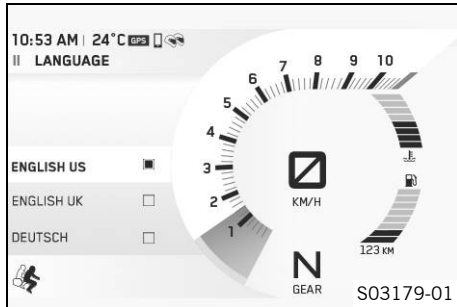 10:53 AM | 24°C GPS
II LANGUAGE
ENGLISH US
ENGLISH UK
DEUTSCH
1
2
3
4
5
6
7
8
9
10
0
KM/H
N
GEAR
123 KM
S03179-01